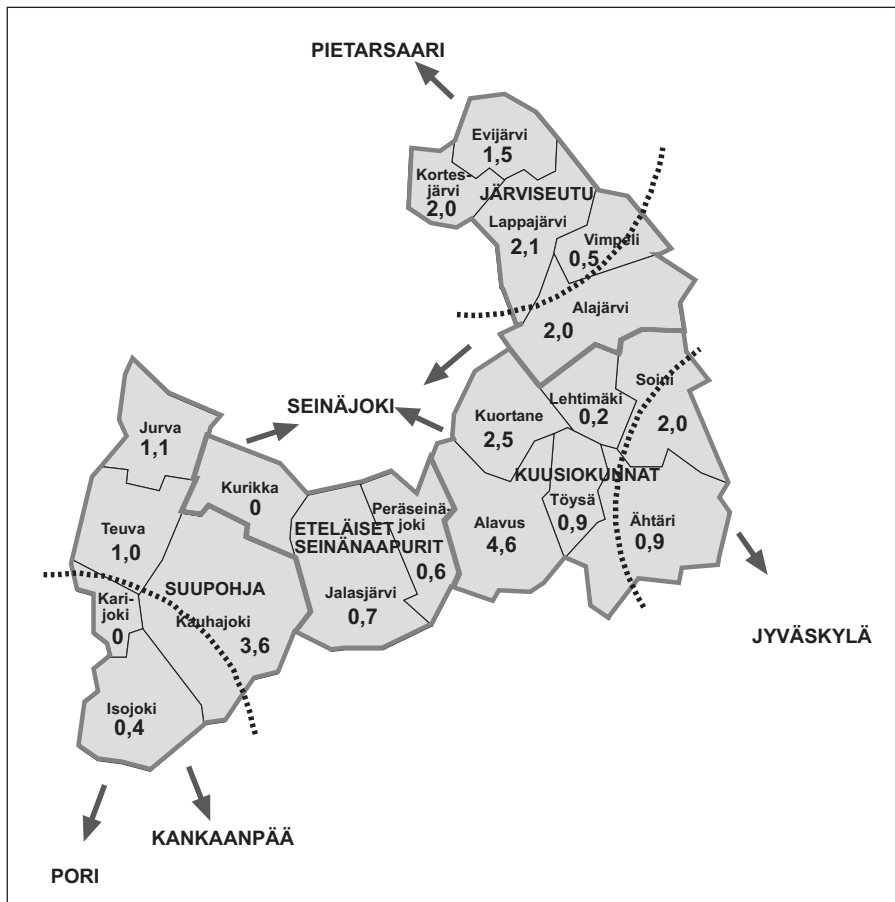 PIETARSAARI
Evijärvi
1,5
Kortes-
järvi
2,0
JÄRVISEUTU
Lappajärvi
2,1
Vimpeli
0,5
Alajärvi
2,0
SEINÄJOKI
Jurva
1,1
Kuortane
2,5
Lehtimäki
0,2
Soini
2,0
Kurikka
0
Teuva
1,0
ETELÄISET
SEINÄNAAPURIT
Peräseinä-
joki
0,6
Jalasjärvi
0,7
KUUSIOKUNNAT
Alavus
4,6
Töysä
0,9
Ähtäri
0,9
SUUPOHJA
Kari-
joki
0
Kauhajoki
3,6
Isojoki
0,4
JYVÄSKYLÄ
KANKAANPÄÄ
PORI